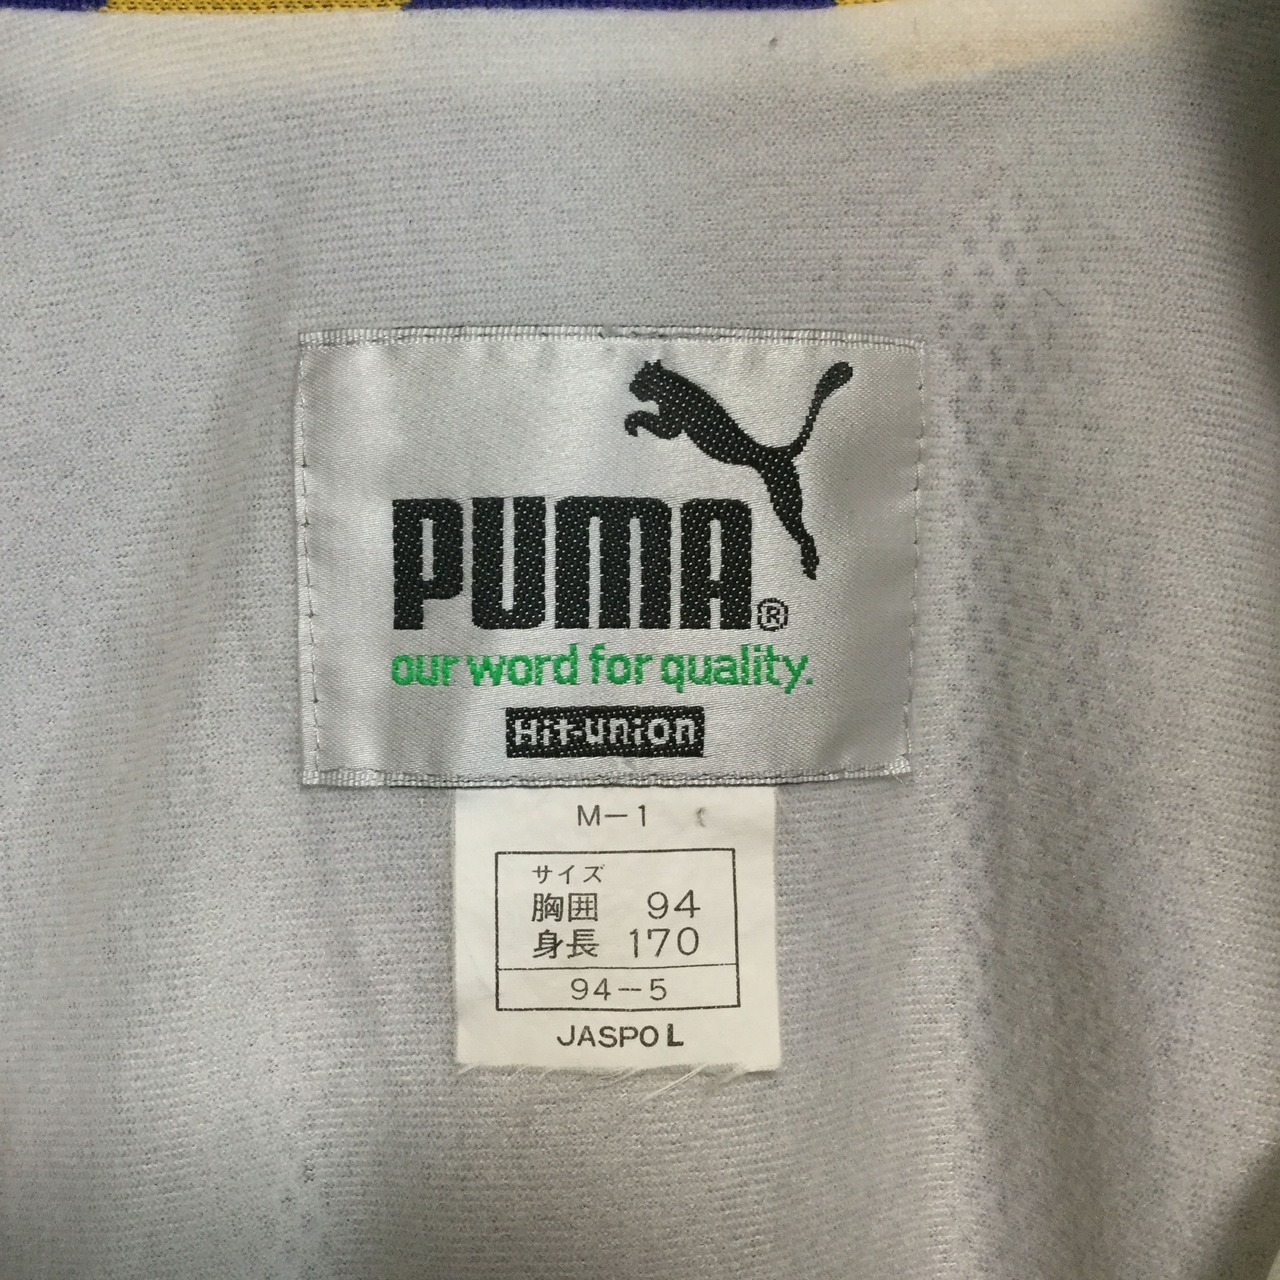 PUMA®
our word for quality.
Hit-union
M-1
サイズ
胸囲 94
身長 170
94-5
JASPO L